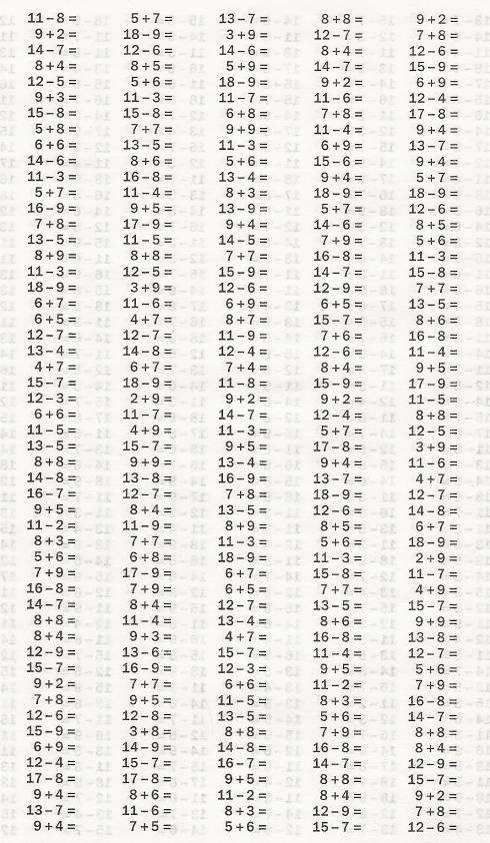 11-8= 5+7= 13-7= 8+8= 9+2=
9+2= 18-9= 3+9= 12-7= 7+8=
14-7= 12-6= 14-6= 8+4= 12-6=
8+4= 8+5= 5+9= 14-7= 15-9=
12-5= 5+6= 18-9= 9+2= 6+9=
9+3= 11-3= 11-7= 11-6= 12-4=
15-8= 15-8= 6+8= 7+8= 17-8=
5+8= 7+7= 9+9= 11-4= 9+4=
6+6= 13-5= 11-3= 6+9= 13-7=
14-6= 8+6= 5+6= 15-6= 9+4=
11-3= 16-8= 13-4= 9+4= 5+7=
5+7= 11-4= 8+3= 18-9= 18-9=
16-9= 9+5= 13-9= 5+7= 12-6=
7+8= 17-9= 9+4= 14-6= 8+5=
13-5= 11-5= 14-5= 7+9= 5+6=
8+9= 8+8= 7+7= 16-8= 11-3=
11-3= 12-5= 15-9= 14-7= 15-8=
18-9= 3+9= 12-6= 12-9= 7+7=
6+7= 11-6= 6+9= 6+5= 13-5=
6+5= 4+7= 8+7= 15-7= 8+6=
12-7= 12-7= 11-9= 7+6= 16-8=
13-4= 14-8= 12-4= 12-6= 11-4=
4+7= 6+7= 7+4= 8+4= 9+5=
15-7= 18-9= 11-8= 15-9= 17-9=
12-3= 2+9= 9+2= 9+2= 11-5=
6+6= 11-7= 14-7= 12-4= 8+8=
11-5= 4+9= 11-3= 5+7= 12-5=
13-5= 15-7= 9+5= 17-8= 3+9=
8+8= 9+9= 13-4= 9+4= 11-6=
14-8= 13-8= 16-9= 13-7= 4+7=
16-7= 12-7= 7+8= 18-9= 12-7=
9+5= 8+4= 13-5= 12-6= 14-8=
11-2= 11-9= 8+9= 8+5= 6+7=
8+3= 7+7= 11-3= 5+6= 18-9=
5+6= 6+8= 18-9= 11-3= 2+9=
7+9= 17-9= 6+7= 15-8= 11-7=
16-8= 7+9= 6+5= 7+7= 4+9=
14-7= 8+4= 12-7= 13-5= 15-7=
8+8= 11-4= 13-4= 8+6= 9+9=
8+4= 9+3= 4+7= 16-8= 13-8=
12-9= 13-6= 15-7= 11-4= 12-7=
15-7= 16-9= 12-3= 9+5= 5+6=
9+2= 7+7= 6+6= 11-2= 7+9=
7+8= 9+5= 11-5= 8+3= 16-8=
12-6= 12-8= 13-5= 5+6= 14-7=
15-9= 3+8= 8+8= 7+9= 8+8=
6+9= 14-9= 14-8= 16-8= 8+4=
12-4= 15-7= 16-7= 14-7= 12-9=
17-8= 17-8= 9+5= 8+8= 15-7=
9+4= 8+6= 11-2= 8+4= 9+2=
13-7= 11-6= 8+3= 12-9= 7+8=
9+4= 7+5= 5+6= 15-7= 12-6=